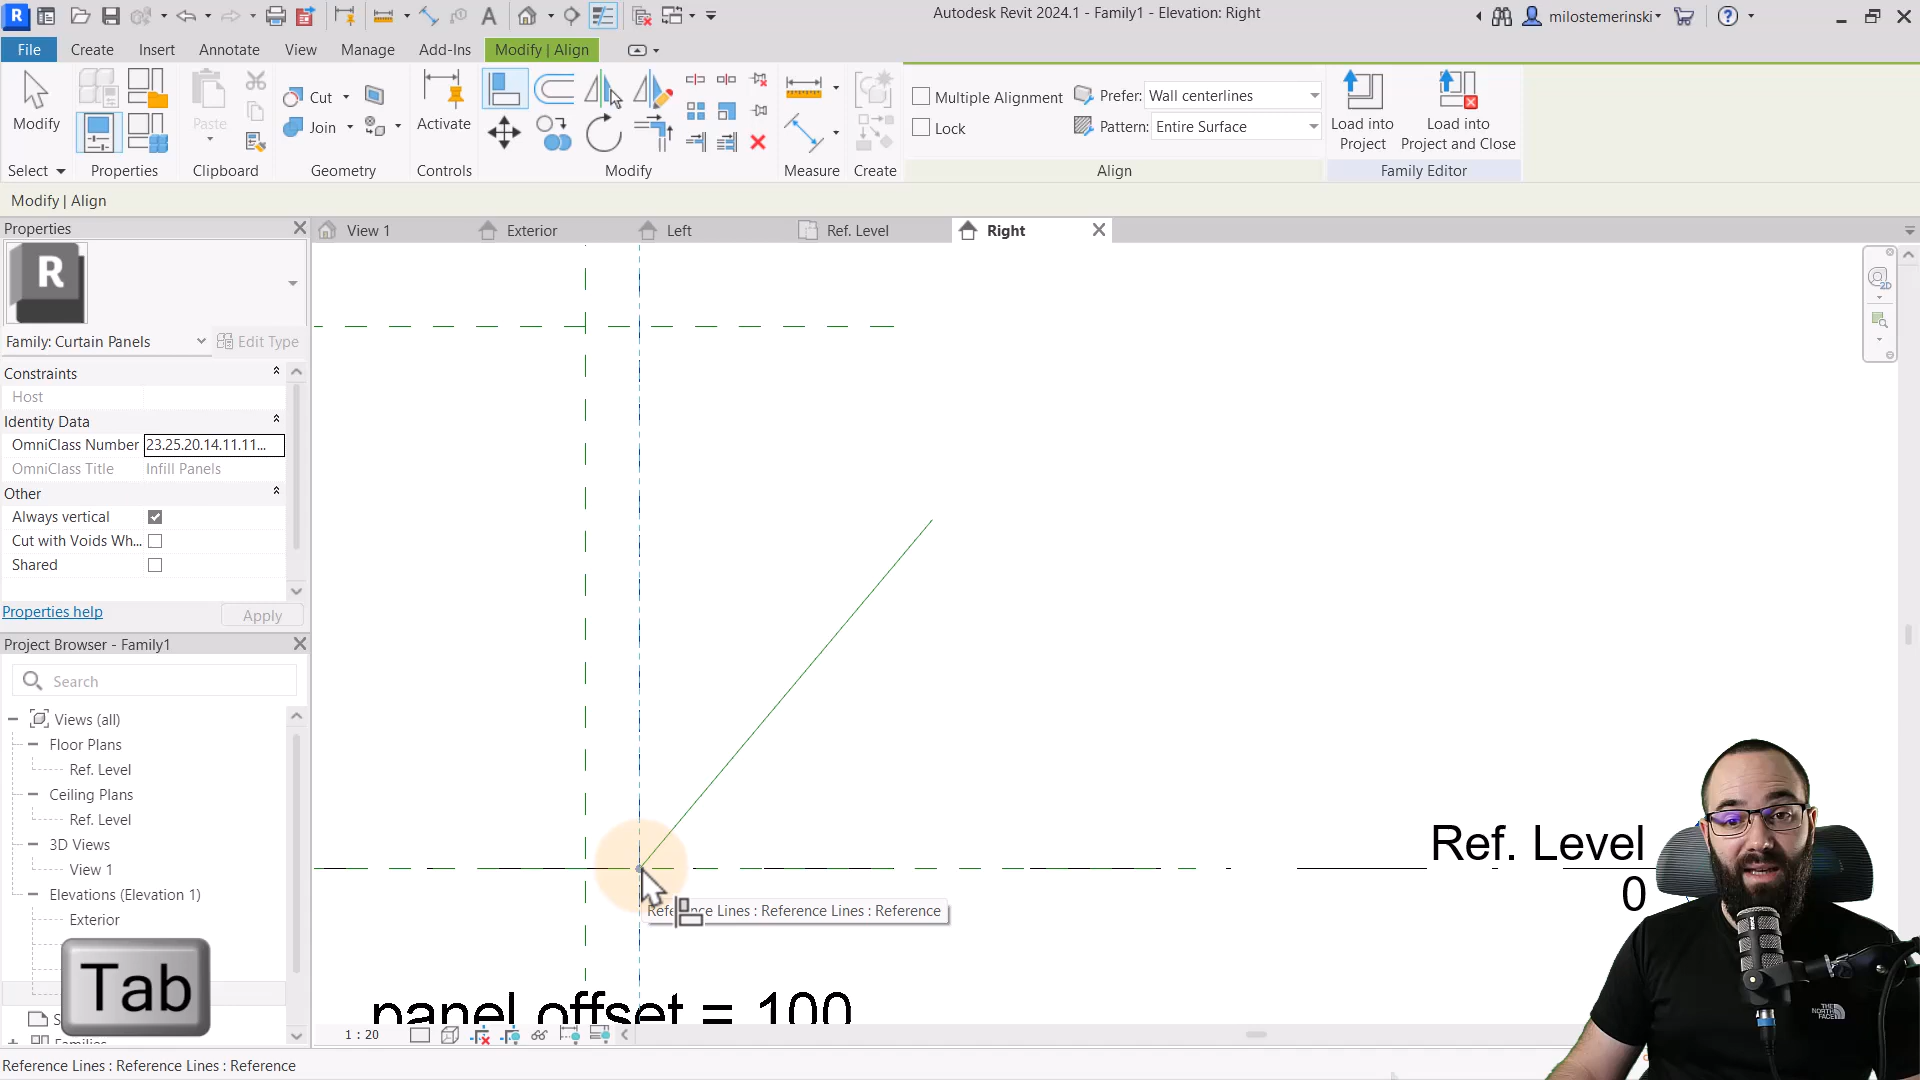 Autodesk Revit 2024.1 - Family1 - Elevation: Right
milostemerinski
File Create Insert Annotate View Manage Add-Ins Modify | Align
Modify
Paste
Cut
Join
Activate
Multiple Alignment
Lock
Prefer: Wall centerlines
Pattern: Entire Surface
Load into
Project
Load into
Project and Close
Select Properties Clipboard Geometry Controls Modify Measure Create Align Family Editor
Modify | Align
Properties
View 1 Exterior Left Ref. Level Right
R
2D
Family: Curtain Panels Edit Type
Constraints
Host
Identity Data
OmniClass Number 23.25.20.14.11.11...
OmniClass Title Infill Panels
Other
Always vertical
Cut with Voids Wh...
Shared
Properties help Apply
Project Browser - Family1
Search
Views (all)
Floor Plans
Ref. Level
Ceiling Plans
Ref. Level
3D Views
View 1
Elevations (Elevation 1)
Exterior
Tab
Ref. Level
0
Lines : Reference Lines : Reference
panel offset = 100
1 : 20
Reference Lines : Reference Lines : Reference
THE
NORTH
FACE